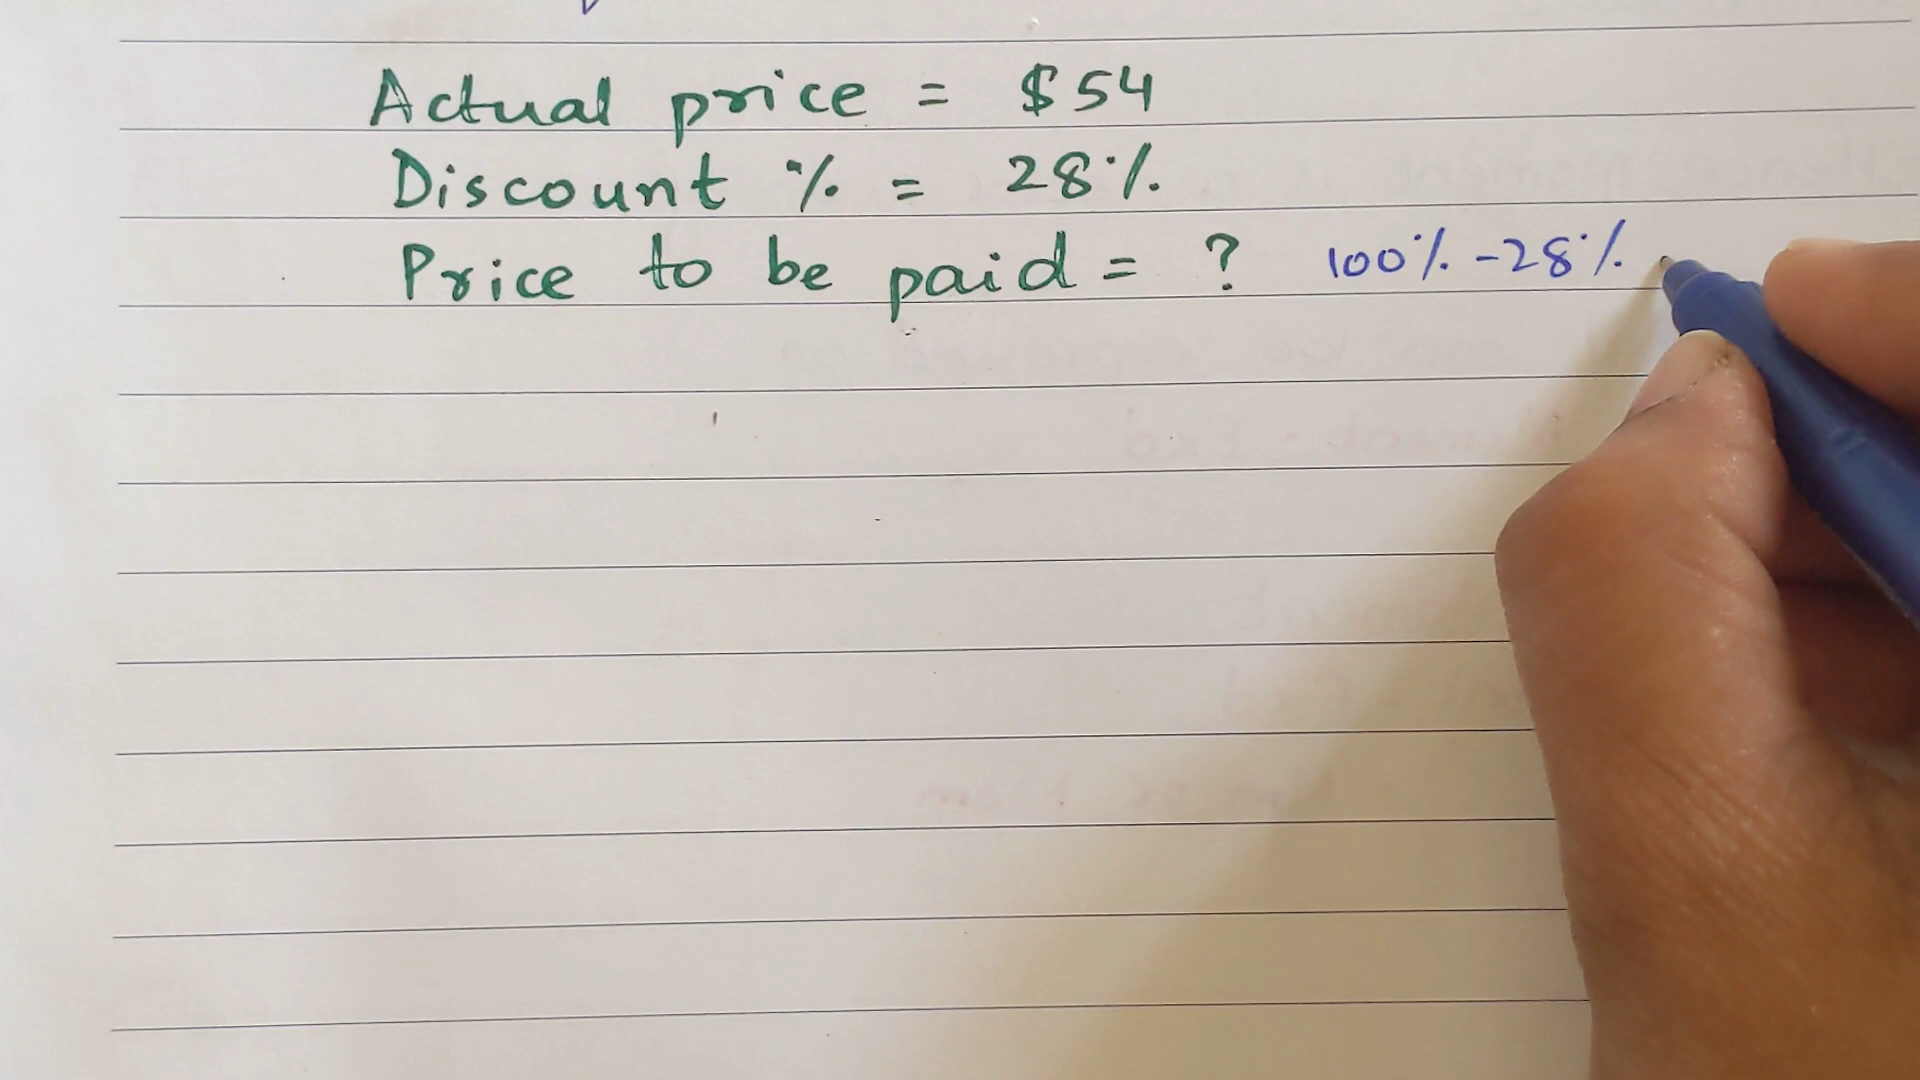 Actual price = $54
Discount % = 28%
Price to be paid = ? 100% - 28%